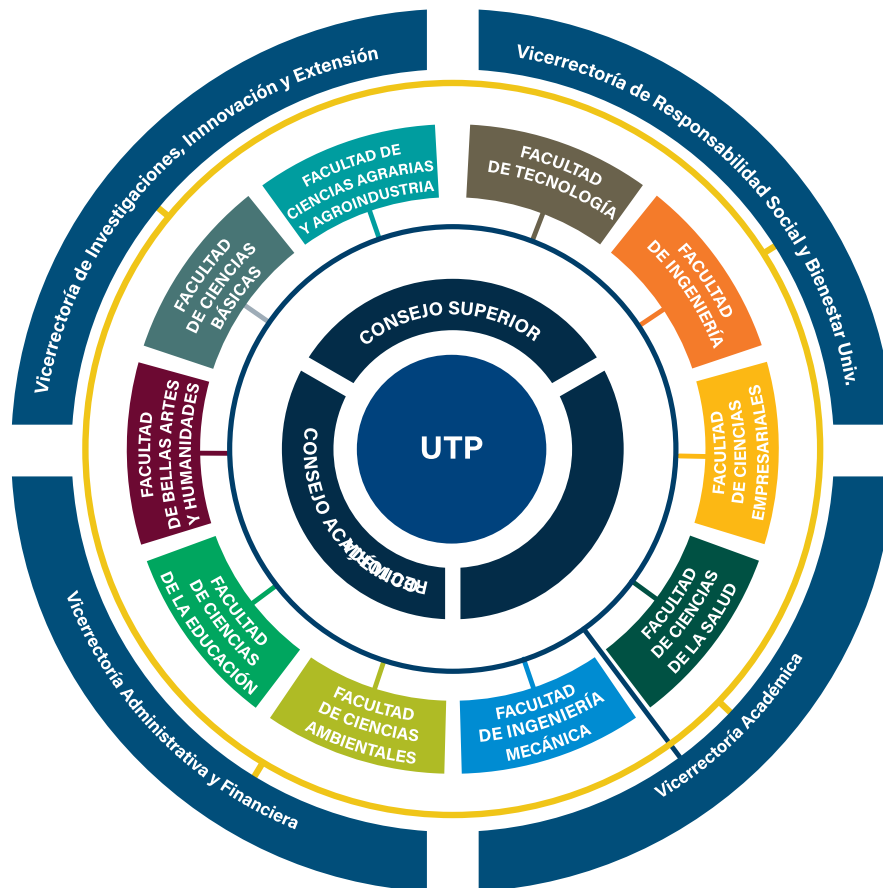 Vicerrectoría de Investigaciones, Innnovación y Extensión
Vicerrectoría de Responsabilidad Social y Bienestar Univ.
FACULTAD DE
CIENCIAS AGRARIAS
Y AGROINDUSTRIA
FACULTAD
DE TECNOLOGÍA
FACULTAD
DE CIENCIAS
BÁSICAS
FACULTAD
DE INGENIERÍA
CONSEJO SUPERIOR
FACULTAD
DE BELLAS ARTES
Y HUMANIDADES
CONSEJO ACADÉMICO
UTP
FACULTAD
DE CIENCIAS
EMPRESARIALES
FACULTAD
DE CIENCIAS
DE LA EDUCACIÓN
FACULTAD
DE CIENCIAS
DE LA SALUD
FACULTAD
DE CIENCIAS
AMBIENTALES
FACULTAD
DE INGENIERÍA
MECÁNICA
Vicerrectoría Administrativa y Financiera
Vicerrectoría Académica